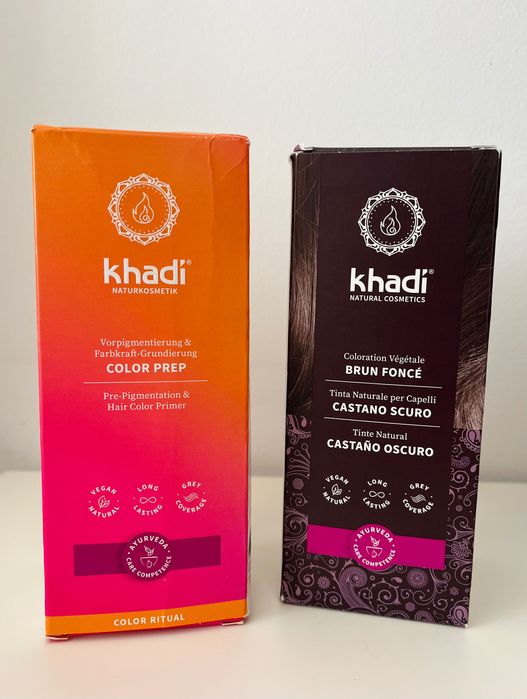 khadí®
NATURKOSMETIK
Vorpigmentierung &
Farbkraft-Grundierung
COLOR PREP
Pre-Pigmentation &
Hair Color Primer
VEGAN
NATURAL
LONG
LASTING
GREY
COVERAGE
AYURVEDA
CARE COMPETENCE
COLOR RITUAL
khadí®
NATURAL COSMETICS
Coloration Végétale
BRUN FONCÉ
Tinta Naturale per Capelli
CASTANO SCURO
Tinte Natural
CASTAÑO OSCURO
VEGAN
NATURAL
LONG
LASTING
GREY
COVERAGE
AYURVEDA
CARE COMPETENCE